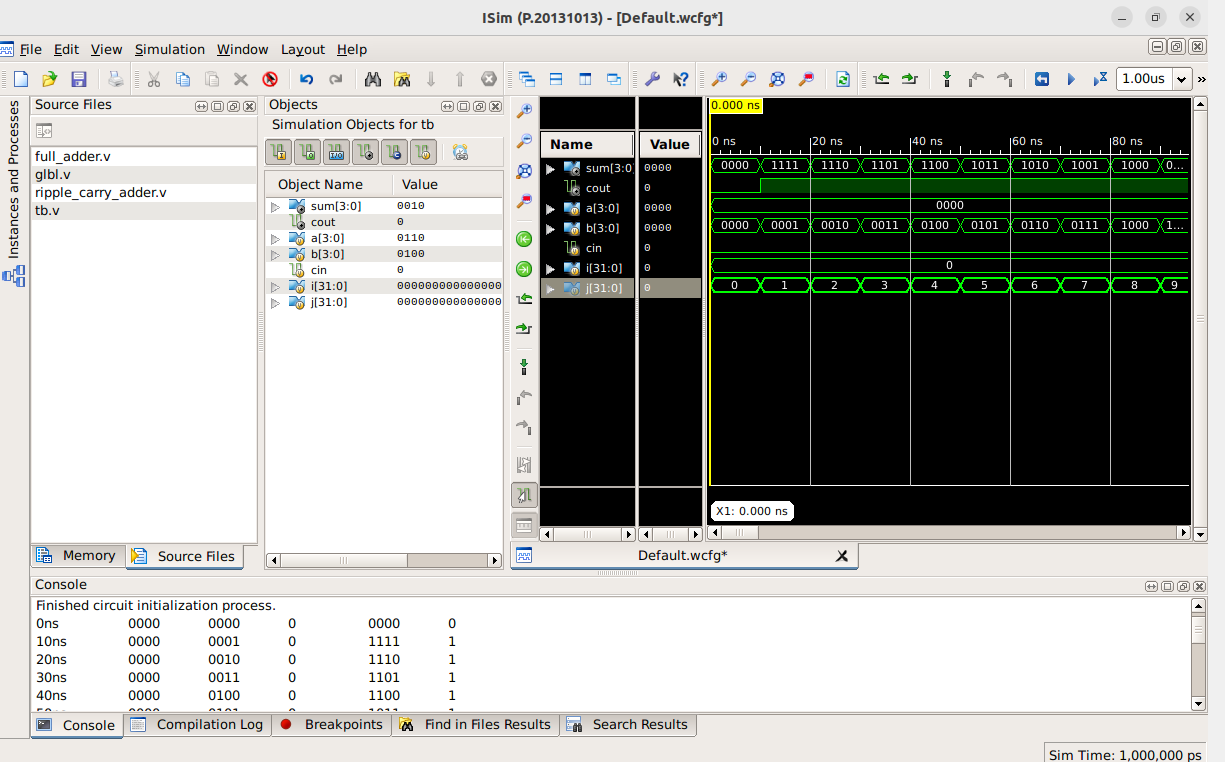 ISim (P.20131013) - [Default.wcfg*]
File Edit View Simulation Window Layout Help
1.00us
»
Instances and Processes
Source Files
full_adder.v
glbl.v
ripple_carry_adder.v
tb.v
Memory
Source Files
Objects
Simulation Objects for tb
Object Name Value
sum[3:0] 0010
cout 0
a[3:0] 0110
b[3:0] 0100
cin 0
i[31:0] 00000000000000
j[31:0] 00000000000000
Name Value
sum[3:0 0000
cout 0
a[3:0] 0000
b[3:0] 0000
cin 0
i[31:0] 0
j[31:0] 0
0.000 ns
0 ns 20 ns 40 ns 60 ns 80 ns
0000 1111 1110 1101 1100 1011 1010 1001 1000 0...
0000
0000 0001 0010 0011 0100 0101 0110 0111 1000 1...
0
0 1 2 3 4 5 6 7 8 9
X1: 0.000 ns
Default.wcfg*
Console
Finished circuit initialization process.
0ns 0000 0000 0 0000 0
10ns 0000 0001 0 1111 1
20ns 0000 0010 0 1110 1
30ns 0000 0011 0 1101 1
40ns 0000 0100 0 1100 1
Console Compilation Log Breakpoints Find in Files Results Search Results
Sim Time: 1,000,000 ps